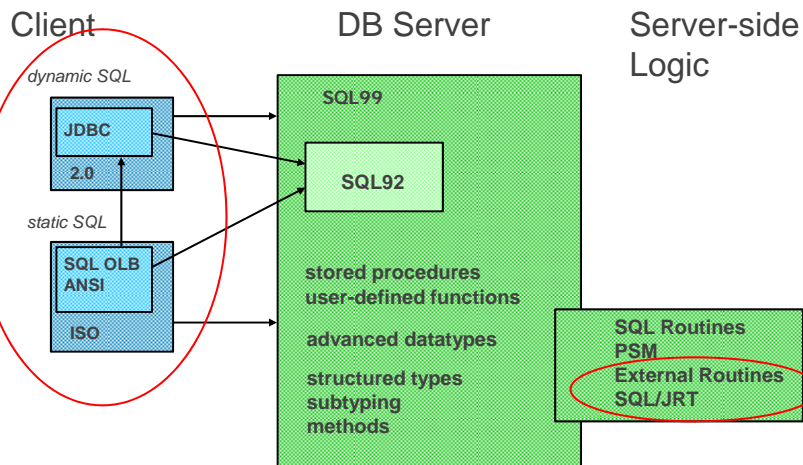 Client
DB Server
Server-side
Logic
dynamic SQL
JDBC
2.0
static SQL
SQL OLB
ANSI
ISO
SQL99
SQL92
stored procedures
user-defined functions
advanced datatypes
structured types
subtyping
methods
SQL Routines
PSM
External Routines
SQL/JRT